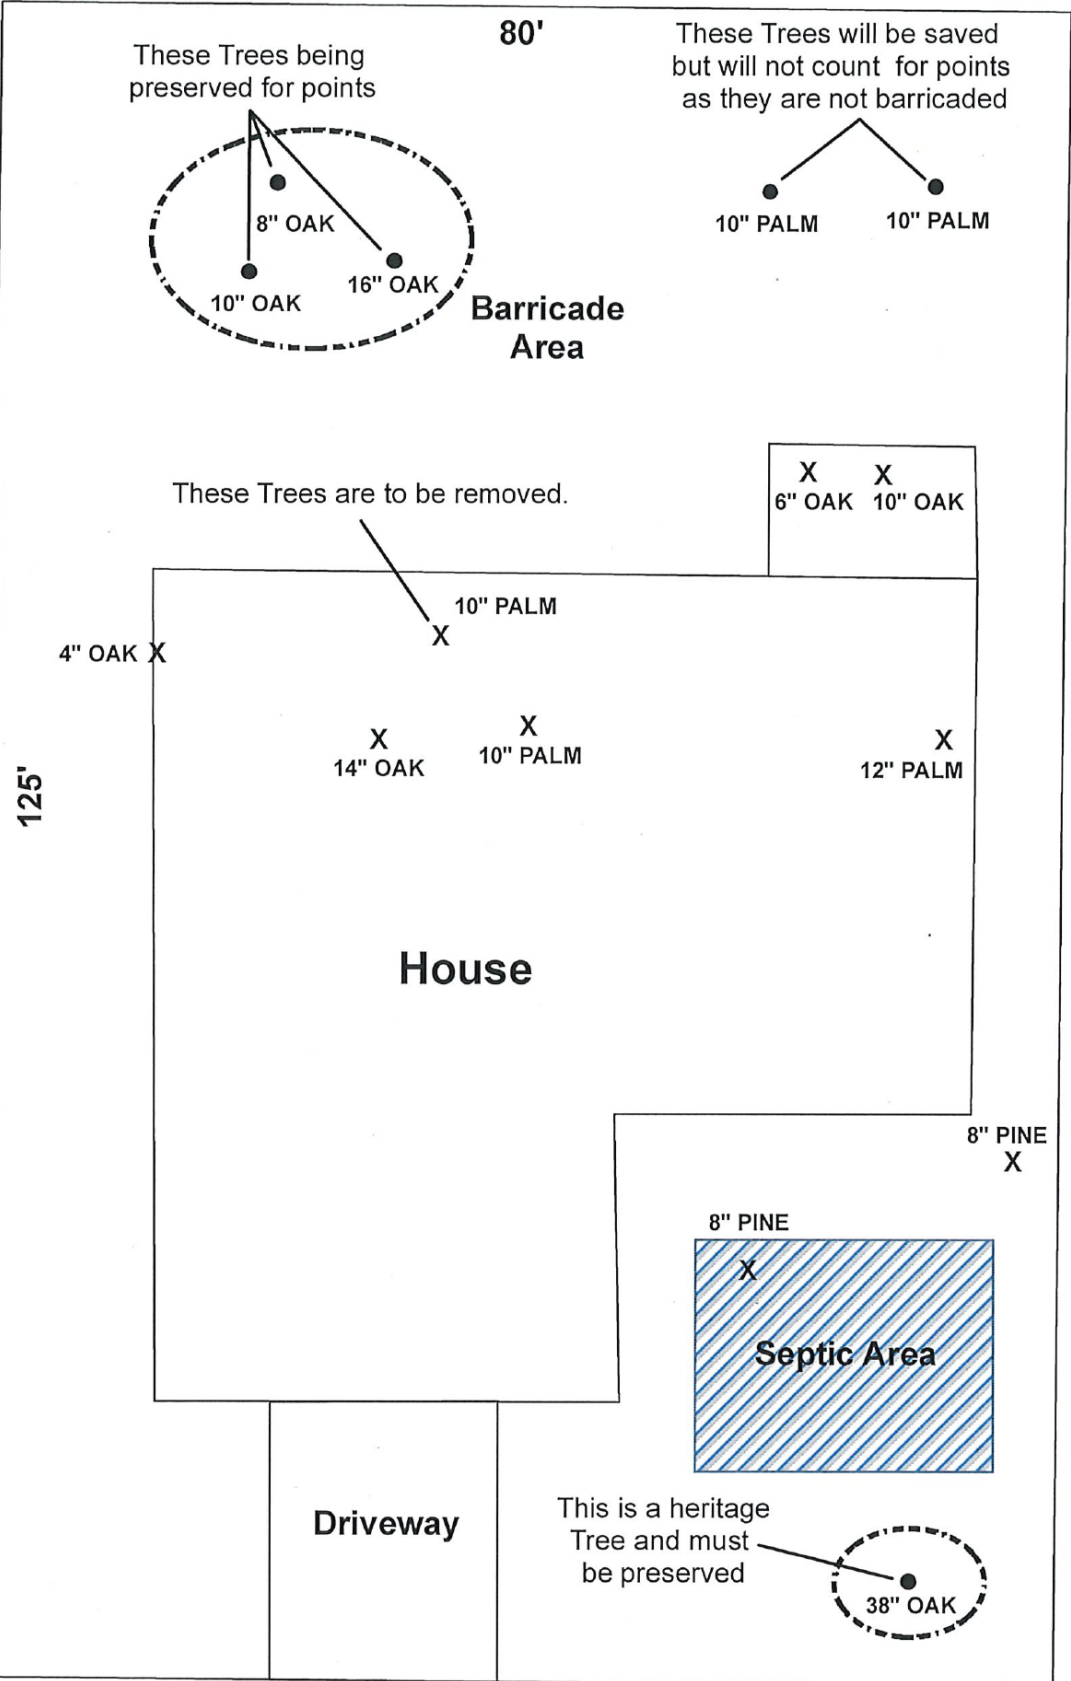 80'
These Trees being
preserved for points
These Trees will be saved
but will not count for points
as they are not barricaded
8" OAK
10" OAK
16" OAK
10" PALM
10" PALM
Barricade
Area
These Trees are to be removed.
X
X
6" OAK
10" OAK
10" PALM
X
4" OAK X
X
14" OAK
X
10" PALM
X
12" PALM
125'
House
8" PINE
X
8" PINE
X
Septic Area
Driveway
This is a heritage
Tree and must
be preserved
38" OAK